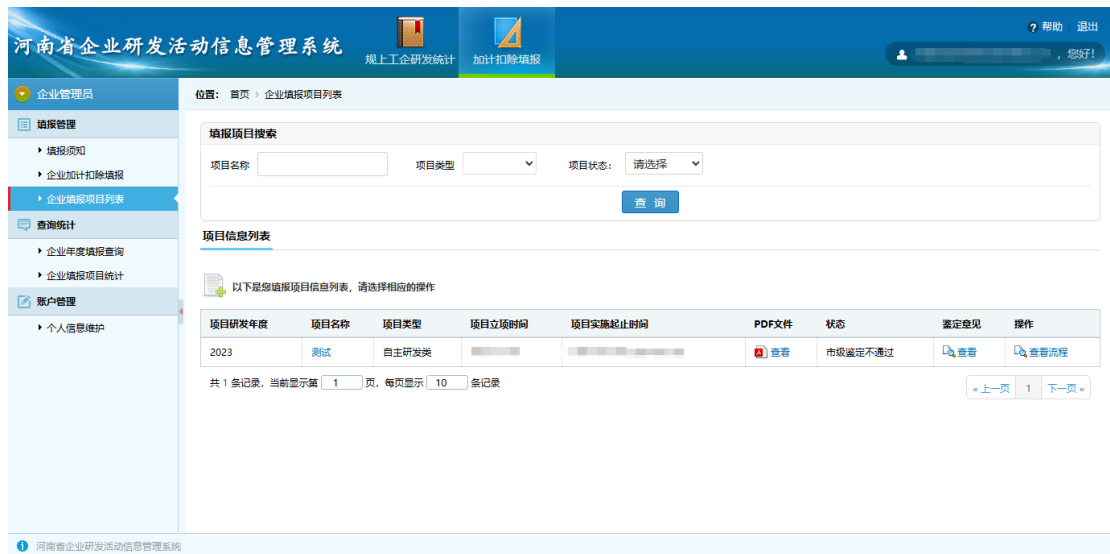 河南省企业研发活动信息管理系统
规上工企研发统计
加计扣除填报
帮助 退出
，您好！
企业管理员
位置： 首页 > 企业填报项目列表
填报管理
填报须知
企业加计扣除填报
企业填报项目列表
查询统计
企业年度填报查询
企业填报项目统计
账户管理
个人信息维护
填报项目搜索
项目名称 项目类型 项目状态： 请选择
查 询
项目信息列表
以下是您填报项目信息列表，请选择相应的操作
项目研发年度 项目名称 项目类型 项目立项时间 项目实施起止时间 PDF文件 状态 鉴定意见 操作
2023 测试 自主研发类 查看 市级鉴定不通过 查看 查看流程
共 1 条记录，当前显示第 1 页，每页显示 10 条记录
« 上一页 1 下一页 »
河南省企业研发活动信息管理系统